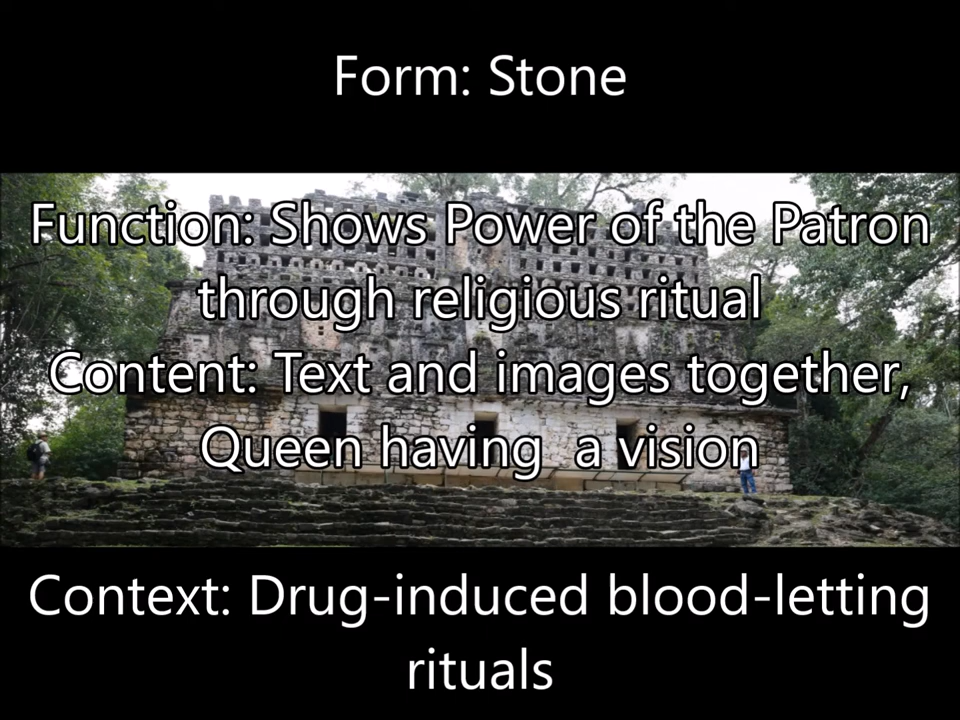 Form: Stone
Function: Shows Power of the Patron
through religious ritual
Content: Text and images together,
Queen having  a vision
Context: Drug-induced blood-letting
rituals